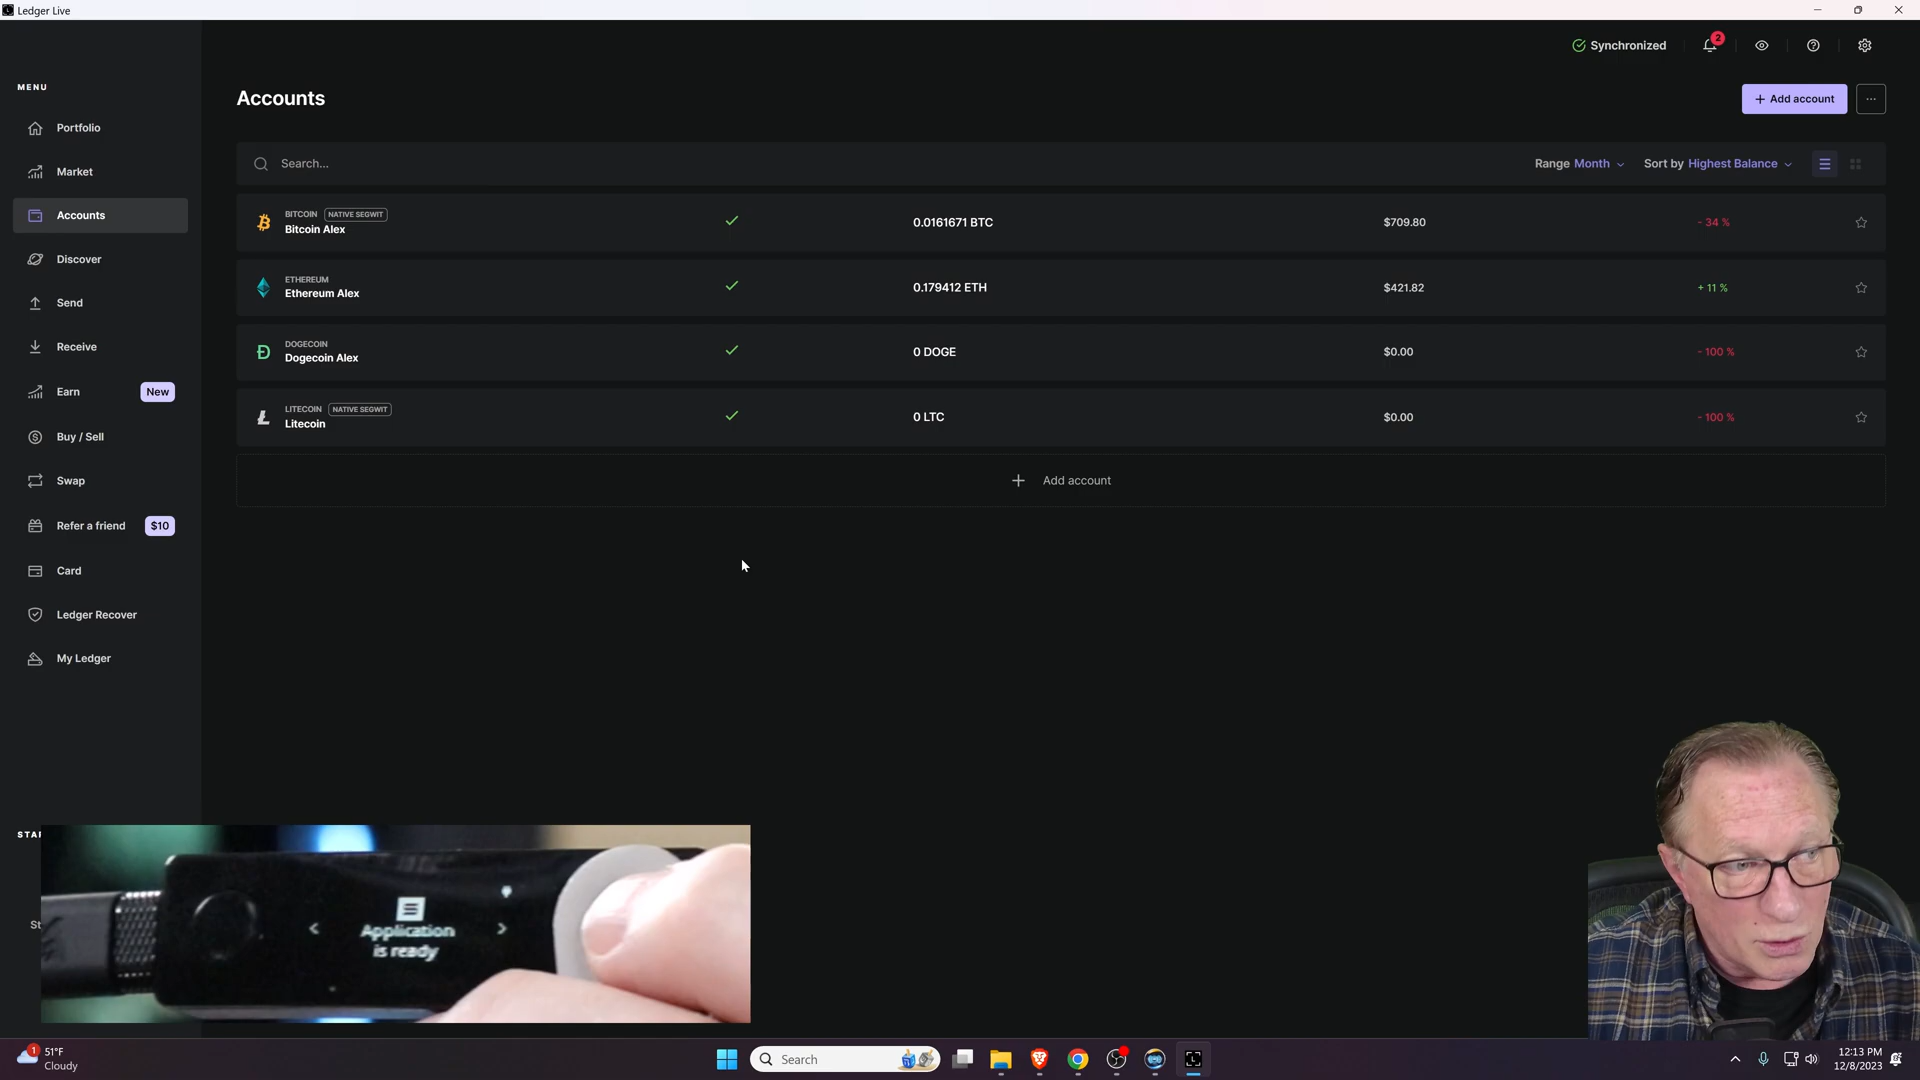 Ledger Live
Synchronized
2
MENU
Portfolio
Market
Accounts
Discover
Send
Receive
Earn New
Buy / Sell
Swap
Refer a friend $10
Card
Ledger Recover
My Ledger
STAR
St
Accounts
+ Add account
...
Search...
Range Month
Sort by Highest Balance
BITCOIN NATIVE SEGWIT
Bitcoin Alex
0.0161671 BTC
$709.80
- 34 %
ETHEREUM
Ethereum Alex
0.179412 ETH
$421.82
+ 11 %
DOGECOIN
Dogecoin Alex
0 DOGE
$0.00
- 100 %
LITECOIN NATIVE SEGWIT
Litecoin
0 LTC
$0.00
- 100 %
+ Add account
Application
is ready
1
51°F
Cloudy
Search
12:13 PM
12/8/2023